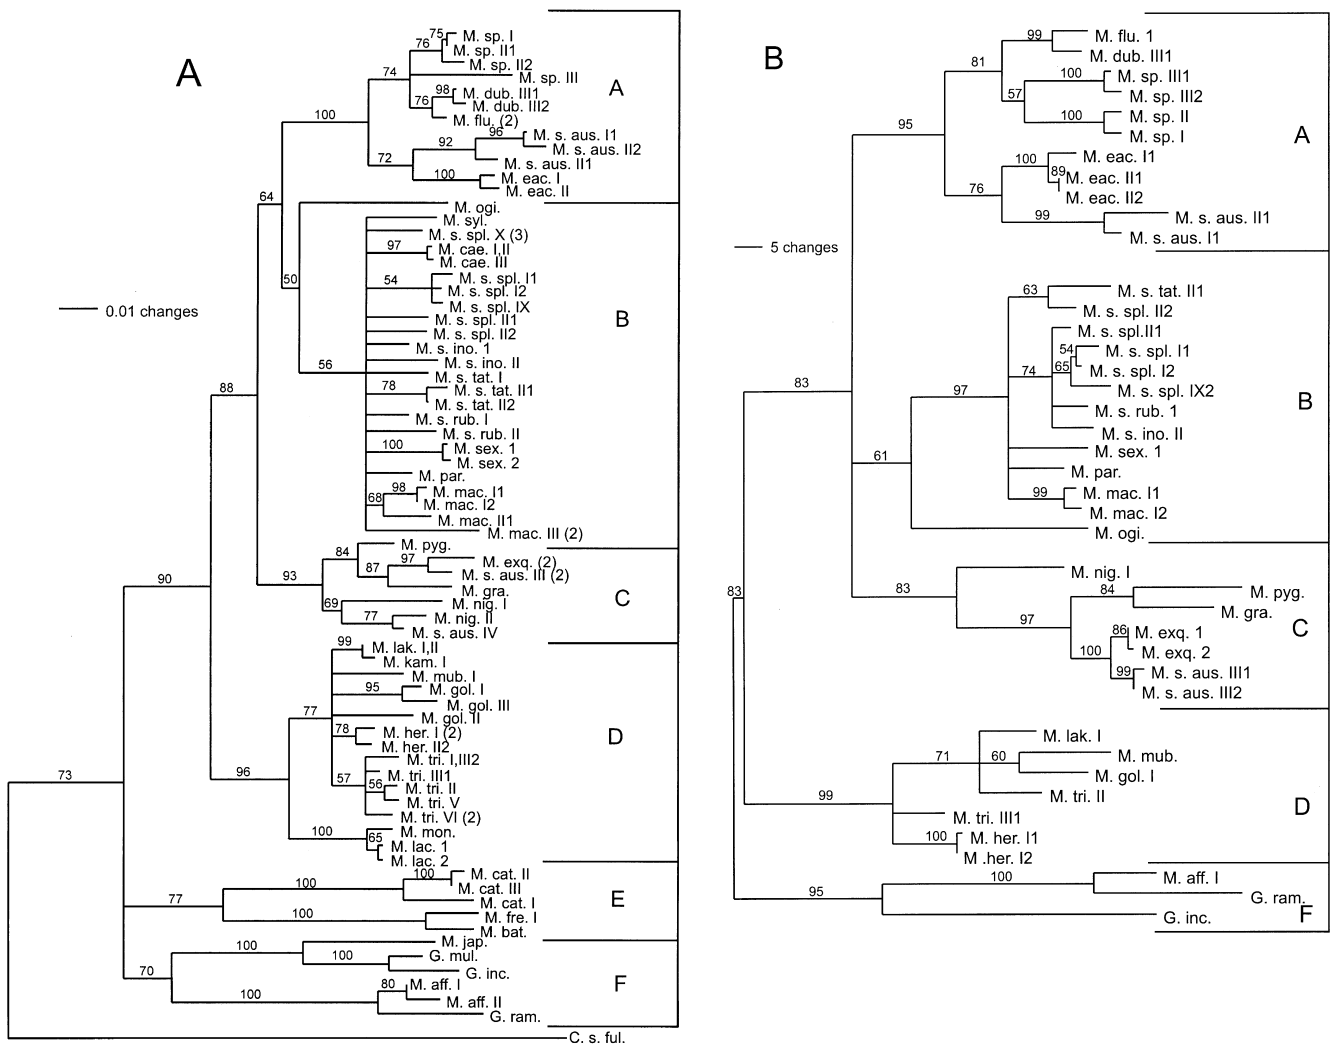 A
75
M. sp. I
76
M. sp. II1
M. sp. II2
74
M. sp. III
98
M. dub. III1
76
M. dub. III2
M. flu. (2)
A
100
96
M. s. aus. I1
92
M. s. aus. II2
72
M. s. aus. II1
100
M. eac. I
M. eac. II
64
M. ogi.
M. syl.
M. s. spl. X (3)
97
M. cae. I,II
M. cae. III
50
54
M. s. spl. I1
M. s. spl. I2
M. s. spl. IX
M. s. spl. II1
B
M. s. spl. II2
M. s. ino. 1
M. s. ino. II
56
M. s. tat. I
78
M. s. tat. II1
M. s. tat. II2
M. s. rub. I
M. s. rub. II
100
M. sex. 1
M. sex. 2
M. par.
98
M. mac. I1
68
M. mac. I2
M. mac. II1
M. mac. III (2)
0.01 changes
88
84
M. pyg.
97
M. exq. (2)
93
87
M. s. aus. III (2)
M. gra.
C
69
M. nig. I
77
M. nig. II
M. s. aus. IV
90
99
M. lak. I,II
M. kam. I
M. mub. I
95
M. gol. I
M. gol. III
77
M. gol. II
78
M. her. I (2)
D
M. her. II2
M. tri. I,III2
57
M. tri. III1
56
M. tri. II
M. tri. V
M. tri. VI (2)
96
100
M. mon.
65
M. lac. 1
M. lac. 2
73
100
M. cat. II
100
M. cat. III
77
M. cat. I
E
100
M. fre. I
M. bat.
100
M. jap.
100
G. mul.
70
G. inc.
80
M. aff. I
F
100
M. aff. II
G. ram.
C. s. ful.
B
99
M. flu. 1
M. dub. III1
81
100
M. sp. III1
57
M. sp. III2
100
M. sp. II
M. sp. I
A
95
100
M. eac. I1
89
M. eac. II1
M. eac. II2
76
99
M. s. aus. II1
M. s. aus. I1
5 changes
63
M. s. tat. II1
M. s. spl. II2
M. s. spl.II1
54
M. s. spl. I1
74
65
M. s. spl. I2
M. s. spl. IX2
B
97
M. s. rub. 1
M. s. ino. II
M. sex. 1
61
M. par.
99
M. mac. I1
M. mac. I2
M. ogi.
83
83
83
M. nig. I
84
M. pyg.
M. gra.
97
86
M. exq. 1
C
100
M. exq. 2
99
M. s. aus. III1
M. s. aus. III2
M. lak. I
71
60
M. mub.
M. gol. I
99
M. tri. II
D
M. tri. III1
100
M. her. I1
M .her. I2
95
100
M. aff. I
G. ram.
F
G. inc.